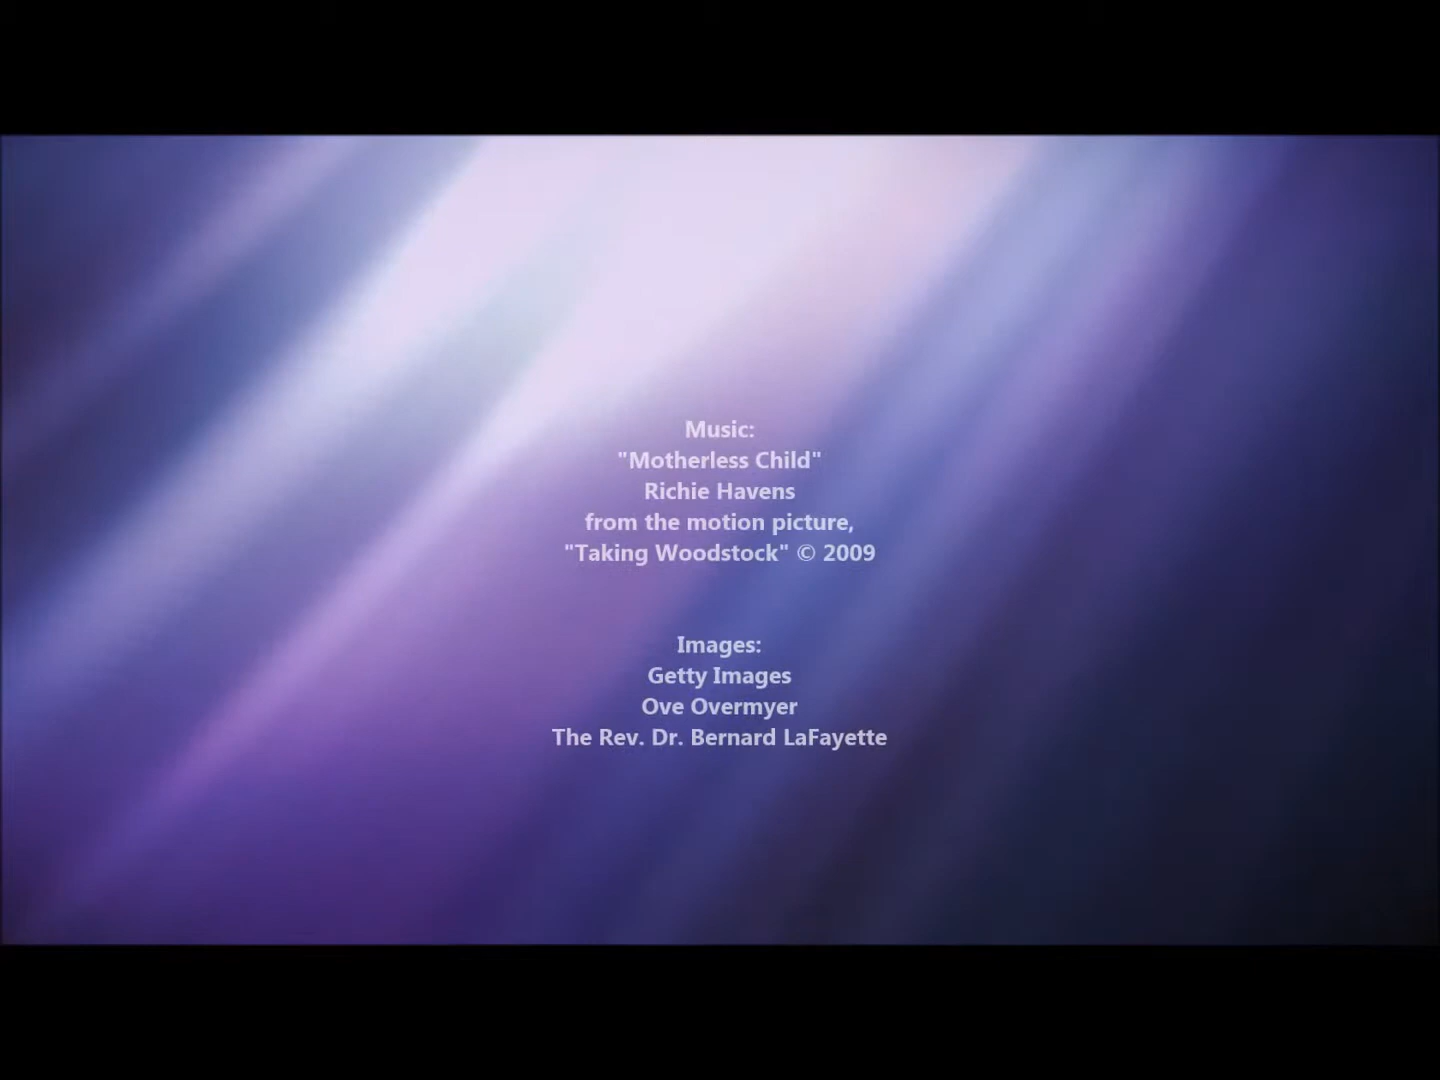 Music:
"Motherless Child"
Richie Havens
from the motion picture,
"Taking Woodstock" © 2009
Images:
Getty Images
Ove Overmyer
The Rev. Dr. Bernard LaFayette